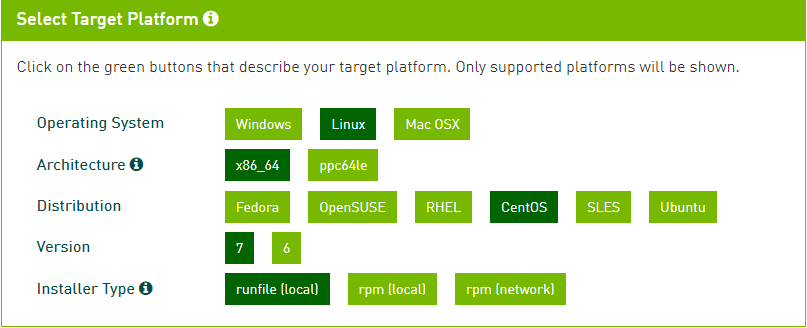 Select Target Platform
Click on the green buttons that describe your target platform. Only supported platforms will be shown.
Operating System Windows Linux Mac OSX
Architecture x86_64 ppc64le
Distribution Fedora OpenSUSE RHEL CentOS SLES Ubuntu
Version 7 6
Installer Type runfile (local) rpm (local) rpm (network)